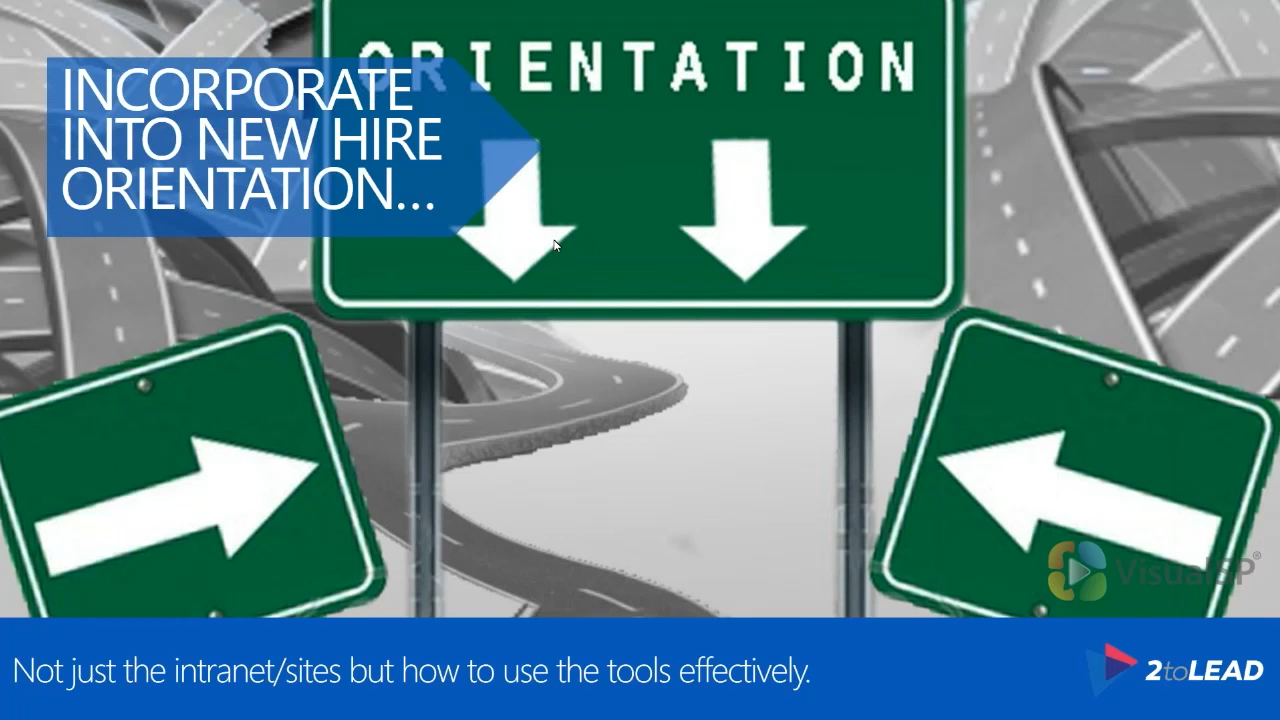 ORIENTATION
INCORPORATE
INTO NEW HIRE
ORIENTATION...
VisualSP®
Not just the intranet/sites but how to use the tools effectively.
2toLEAD